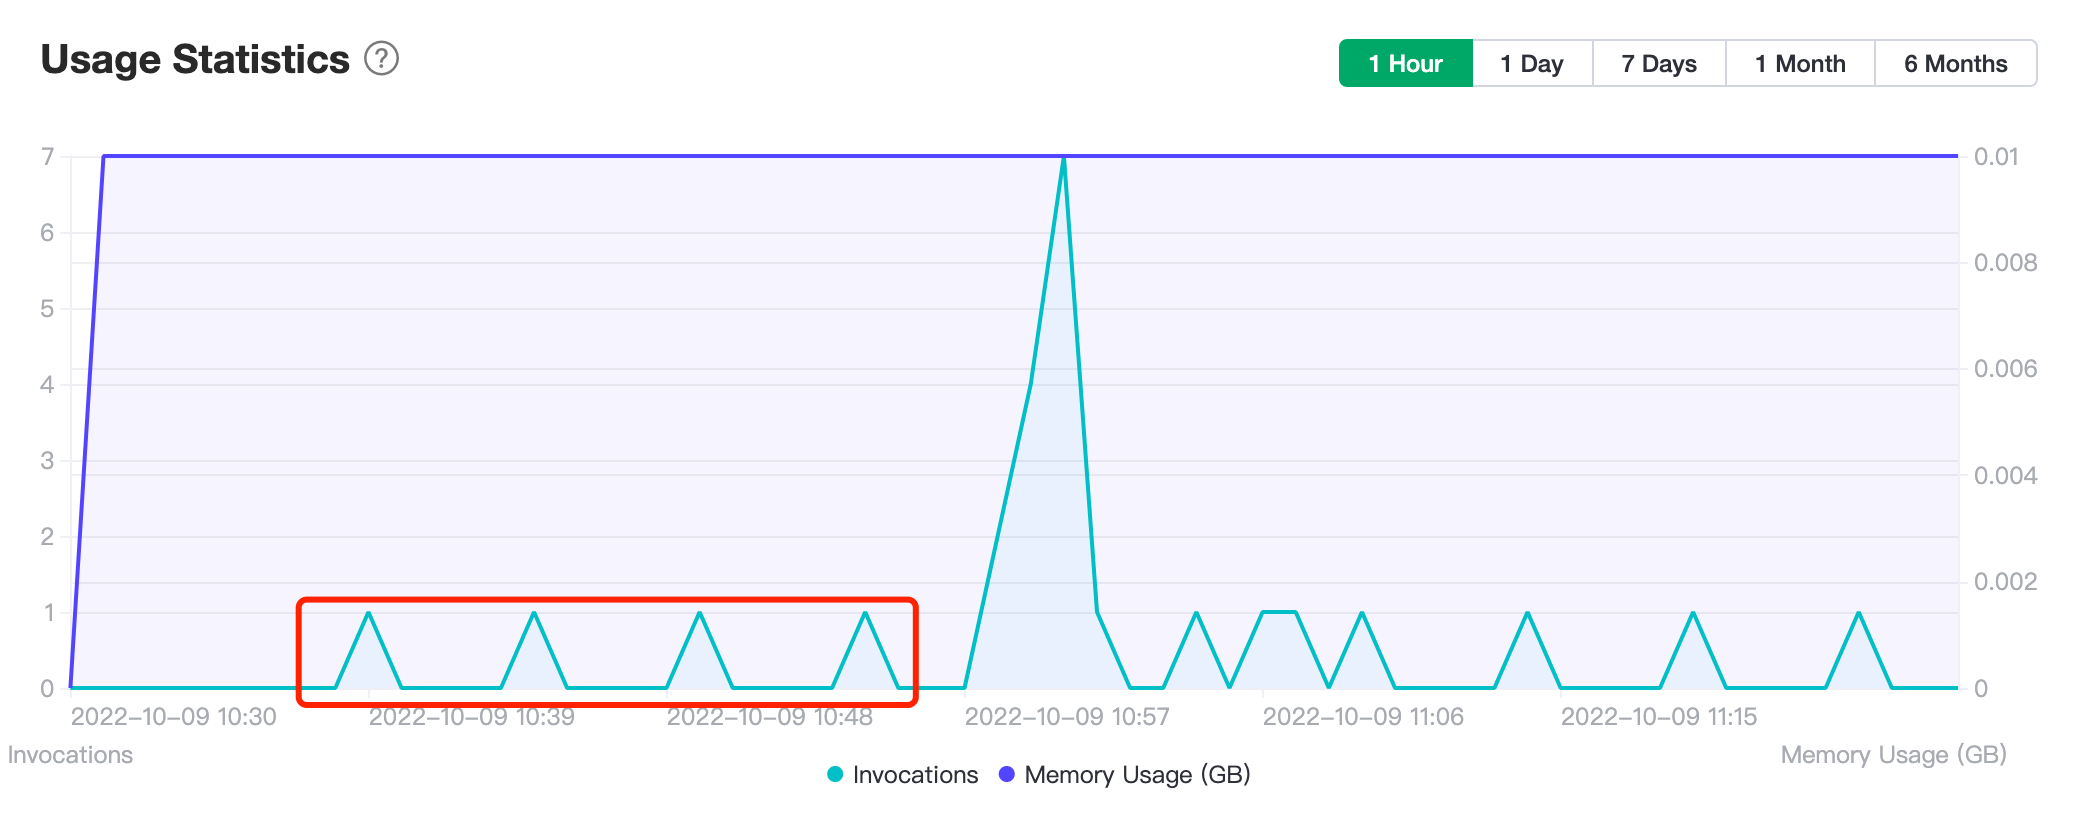 Usage Statistics ?
1 Hour 1 Day 7 Days 1 Month 6 Months
7 0.01
6
0.008
5
4
0.006
3
0.004
2
0.002
1
0 0
2022-10-09 10:30 2022-10-09 10:39 2022-10-09 10:48 2022-10-09 10:57 2022-10-09 11:06 2022-10-09 11:15
Invocations Memory Usage (GB)
Invocations Memory Usage (GB)